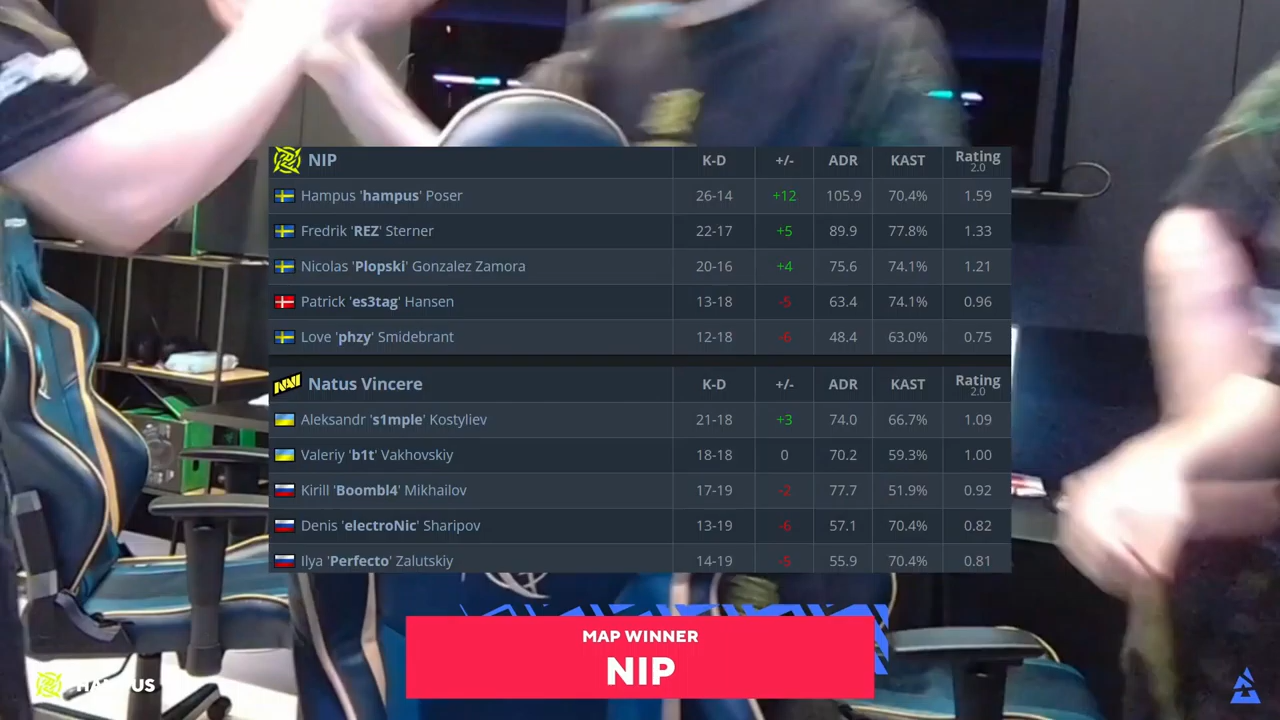 NIP K-D +/- ADR KAST Rating 2.0
Hampus 'hampus' Poser 26-14 +12 105.9 70.4% 1.59
Fredrik 'REZ' Sterner 22-17 +5 89.9 77.8% 1.33
Nicolas 'Plopski' Gonzalez Zamora 20-16 +4 75.6 74.1% 1.21
Patrick 'es3tag' Hansen 13-18 -5 63.4 74.1% 0.96
Love 'phzy' Smidebrant 12-18 -6 48.4 63.0% 0.75
Natus Vincere K-D +/- ADR KAST Rating 2.0
Aleksandr 's1mple' Kostyliev 21-18 +3 74.0 66.7% 1.09
Valeriy 'b1t' Vakhovskiy 18-18 0 70.2 59.3% 1.00
Kirill 'Boombl4' Mikhailov 17-19 -2 77.7 51.9% 0.92
Denis 'electroNic' Sharipov 13-19 -6 57.1 70.4% 0.82
Ilya 'Perfecto' Zalutskiy 14-19 -5 55.9 70.4% 0.81
MAP WINNER
NIP
HAMPUS